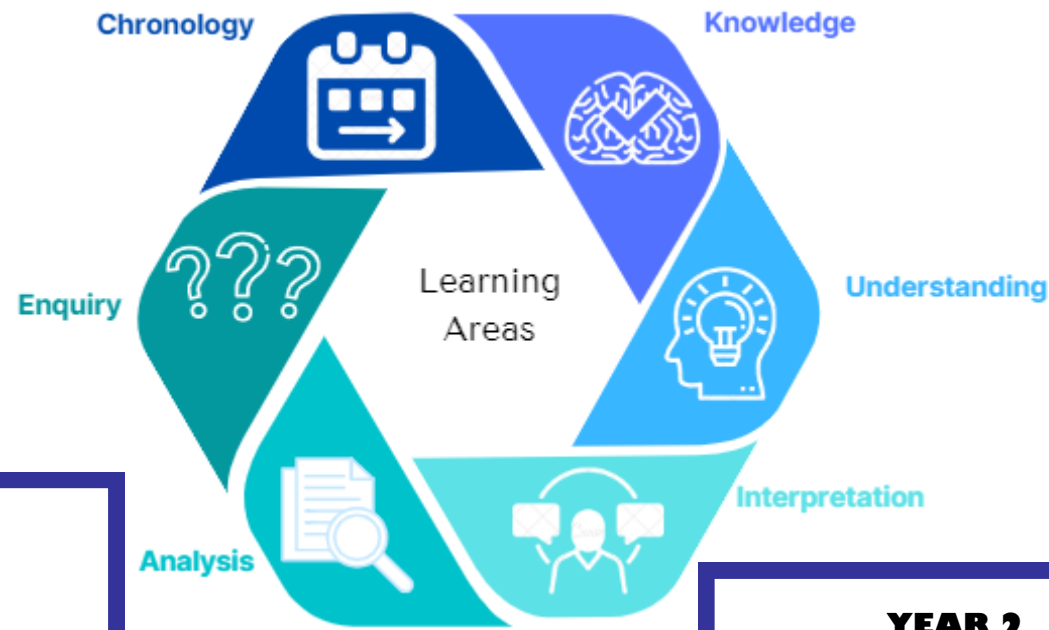 Chronology
Knowledge
Learning
Areas
Understanding
Enquiry
Interpretation
Analysis
YEAR 2